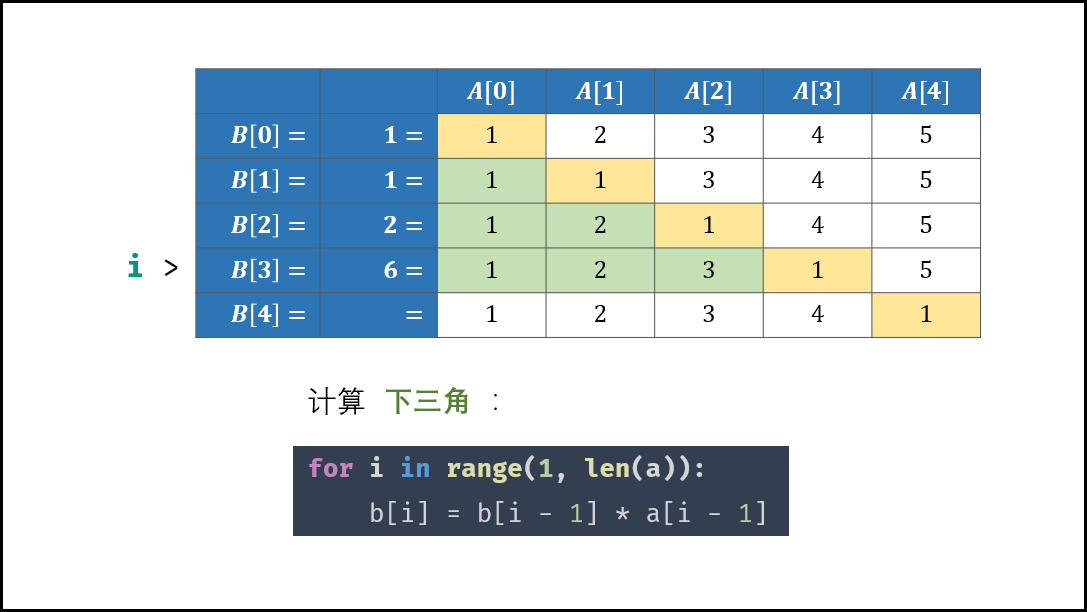 A[0] A[1] A[2] A[3] A[4]
B[0] = 1 = 1 2 3 4 5
B[1] = 1 = 1 1 3 4 5
B[2] = 2 = 1 2 1 4 5
i > B[3] = 6 = 1 2 3 1 5
B[4] = = 1 2 3 4 1
计算 下三角 :
for i in range(1, len(a)):
b[i] = b[i - 1] * a[i - 1]